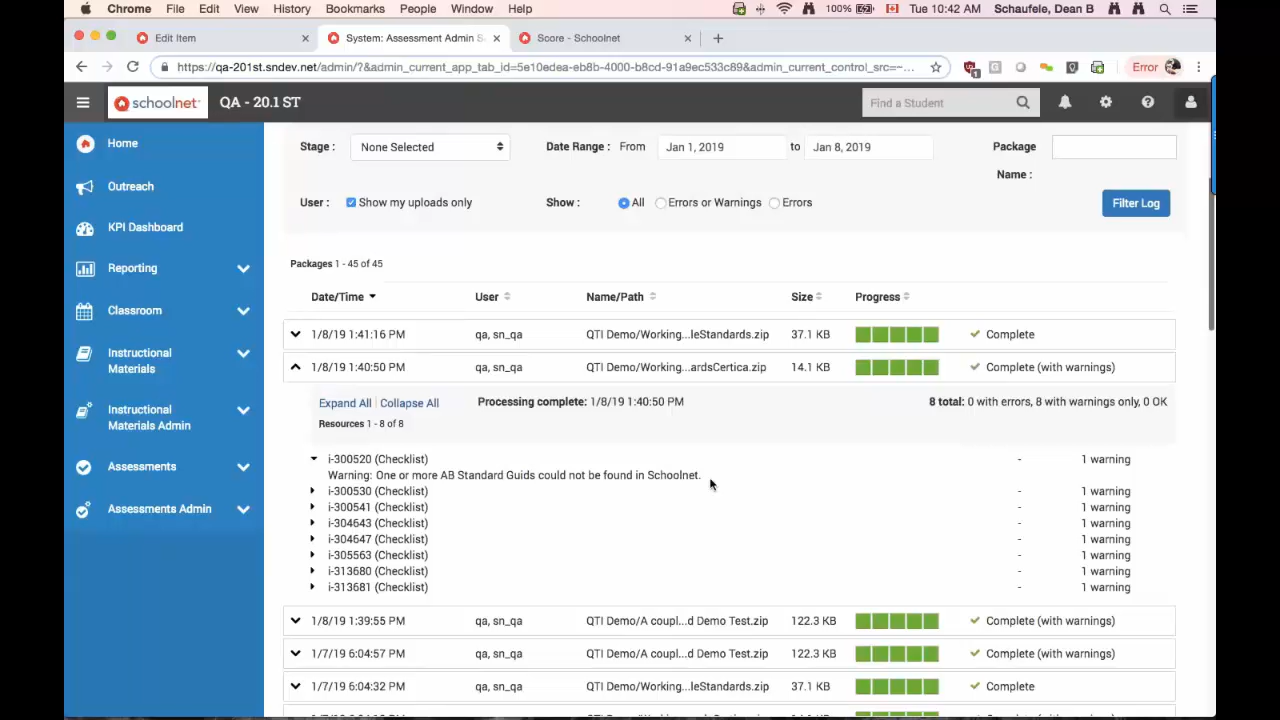 Chrome File Edit View History Bookmarks People Window Help 100% Tue 10:42 AM Schaufele, Dean B
Edit Item × System: Assessment Admin S × Score - Schoolnet × +
https://qa-201st.sndev.net/admin/?&admin_current_app_tab_id=5e10edea-eb8b-4000-b8cd-91a9ec533c89&admin_current_control_src=~... Error
schoolnet QA - 20.1 ST Find a Student
Home
Outreach
KPI Dashboard
Reporting
Classroom
Instructional
Materials
Instructional
Materials Admin
Assessments
Assessments Admin
Stage : None Selected Date Range : From Jan 1, 2019 to Jan 8, 2019 Package
Name :
User : Show my uploads only Show : All Errors or Warnings Errors Filter Log
Packages 1 - 45 of 45
Date/Time User Name/Path Size Progress
1/8/19 1:41:16 PM qa, sn_qa QTI Demo/Working...leStandards.zip 37.1 KB Complete
1/8/19 1:40:50 PM qa, sn_qa QTI Demo/Working...ardsCertica.zip 14.1 KB Complete (with warnings)
Expand All | Collapse All Processing complete: 1/8/19 1:40:50 PM 8 total: 0 with errors, 8 with warnings only, 0 OK
Resources 1 - 8 of 8
i-300520 (Checklist) - 1 warning
Warning: One or more AB Standard Guids could not be found in Schoolnet.
i-300530 (Checklist) - 1 warning
i-300541 (Checklist) - 1 warning
i-304643 (Checklist) - 1 warning
i-304647 (Checklist) - 1 warning
i-305563 (Checklist) - 1 warning
i-313680 (Checklist) - 1 warning
i-313681 (Checklist) - 1 warning
1/8/19 1:39:55 PM qa, sn_qa QTI Demo/A coupl...d Demo Test.zip 122.3 KB Complete (with warnings)
1/7/19 6:04:57 PM qa, sn_qa QTI Demo/A coupl...d Demo Test.zip 122.3 KB Complete (with warnings)
1/7/19 6:04:32 PM qa, sn_qa QTI Demo/Working...leStandards.zip 37.1 KB Complete